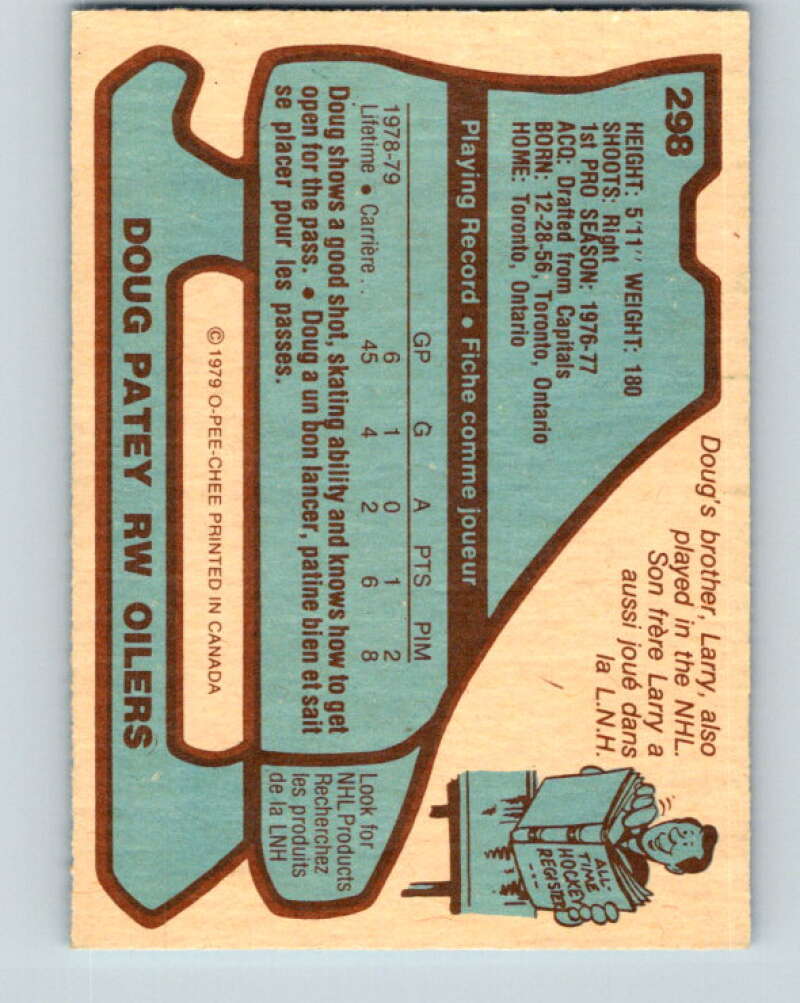 298
HEIGHT: 5'11" WEIGHT: 180
SHOOTS: Right
1st PRO SEASON: 1976-77
ACQ: Drafted from Capitals
BORN: 12-28-56, Toronto, Ontario
HOME: Toronto, Ontario
Doug's brother, Larry, also
played in the NHL.
Son frère Larry a
aussi joué dans
la L.N.H.
ALL-
TIME
HOCKEY
REGISTER
Playing Record • Fiche comme joueur
GP G A PTS PIM
1978-79 6 1 0 1 2
Lifetime • Carrière . . 45 4 2 6 8
Doug shows a good shot, skating ability and knows how to get
open for the pass. • Doug a un bon lancer, patine bien et sait
se placer pour les passes.
Look for
NHL Products
Recherchez
les produits
de la LNH
© 1979 O-PEE-CHEE PRINTED IN CANADA
DOUG PATEY RW OILERS